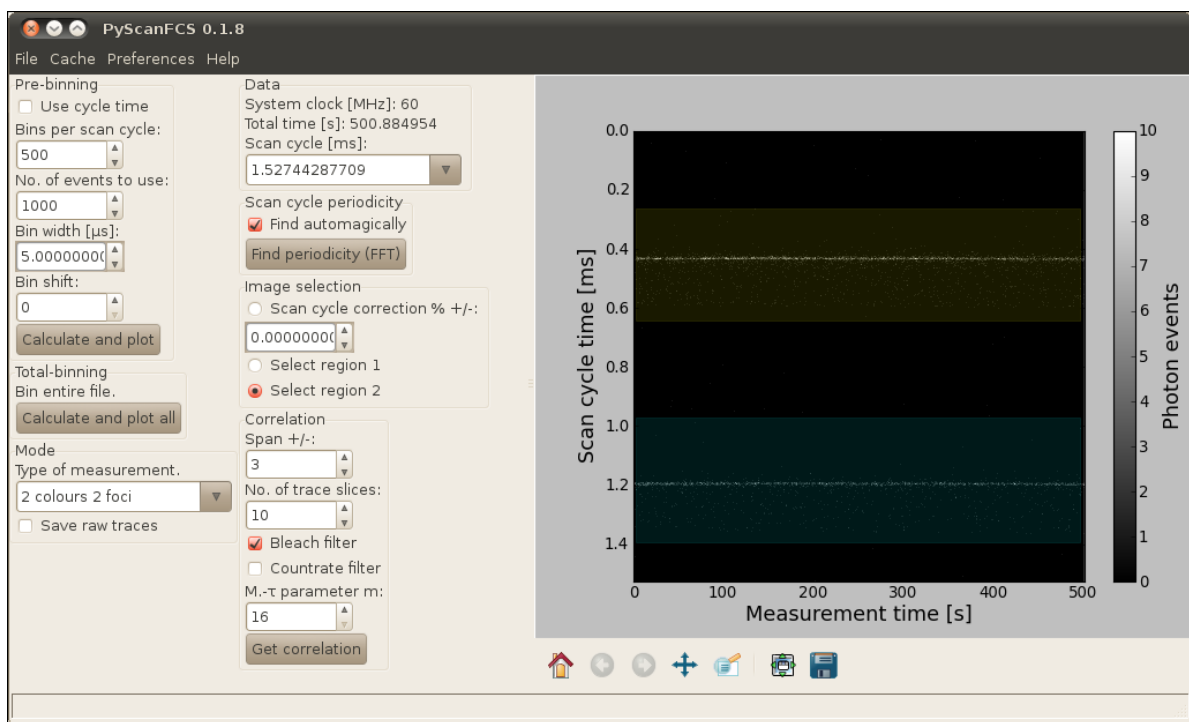 PyScanFCS 0.1.8
File Cache Preferences Help
Pre-binning
Use cycle time
Bins per scan cycle:
500
No. of events to use:
1000
Bin width [µs]:
5.0000000
Bin shift:
0
Calculate and plot
Total-binning
Bin entire file.
Calculate and plot all
Mode
Type of measurement.
2 colours 2 foci
Save raw traces
Data
System clock [MHz]: 60
Total time [s]: 500.884954
Scan cycle [ms]:
1.52744287709
Scan cycle periodicity
Find automagically
Find periodicity (FFT)
Image selection
Scan cycle correction % +/-:
0.0000000
Select region 1
Select region 2
Correlation
Span +/-:
3
No. of trace slices:
10
Bleach filter
Countrate filter
M.-τ parameter m:
16
Get correlation
Scan cycle time [ms]
0.0
0.2
0.4
0.6
0.8
1.0
1.2
1.4
0 100 200 300 400 500
Measurement time [s]
10
9
8
7
6
5
4
3
2
1
0
Photon events